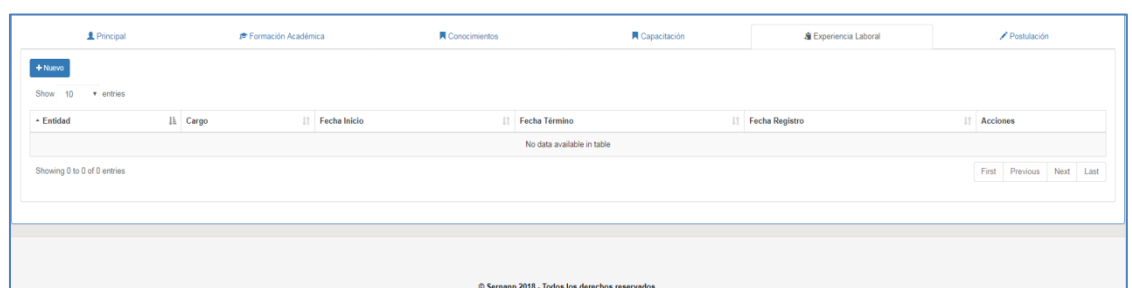 Principal Formación Académica Conocimientos Capacitación Experiencia Laboral Postulación
+ Nuevo
Show 10 entries
Entidad Cargo Fecha Inicio Fecha Término Fecha Registro Acciones
No data available in table
Showing 0 to 0 of 0 entries First Previous Next Last
© Sernanp 2018 - Todos los derechos reservados